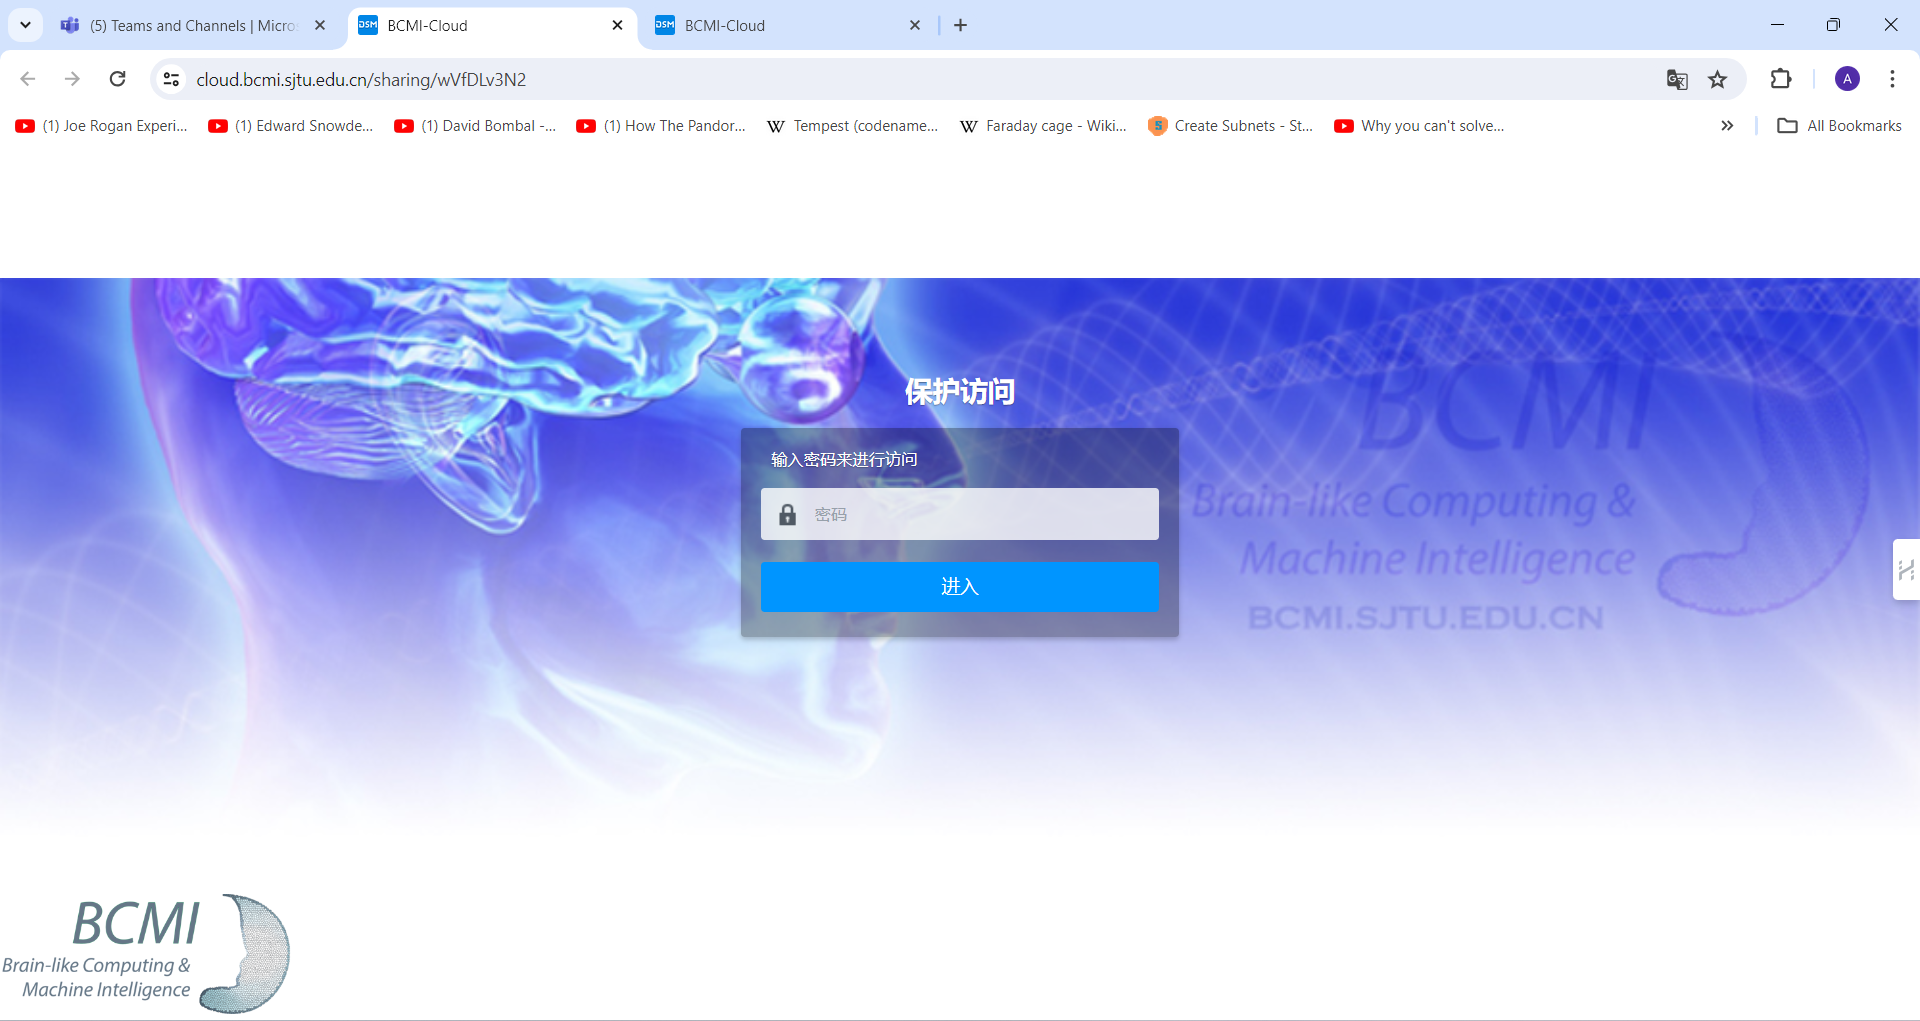 (5) Teams and Channels | Micro
BCMI-Cloud
BCMI-Cloud
cloud.bcmi.sjtu.edu.cn/sharing/wVfDLv3N2
A
(1) Joe Rogan Experi...
(1) Edward Snowde...
(1) David Bombal -...
(1) How The Pandor...
Tempest (codename...
Faraday cage - Wiki...
Create Subnets - St...
Why you can't solve...
All Bookmarks
保护访问
输入密码来进行访问
密码
进入
BCMI
Brain-like Computing &
Machine Intelligence
BCMI.SJTU.EDU.CN
BCMI
Brain-like Computing &
Machine Intelligence